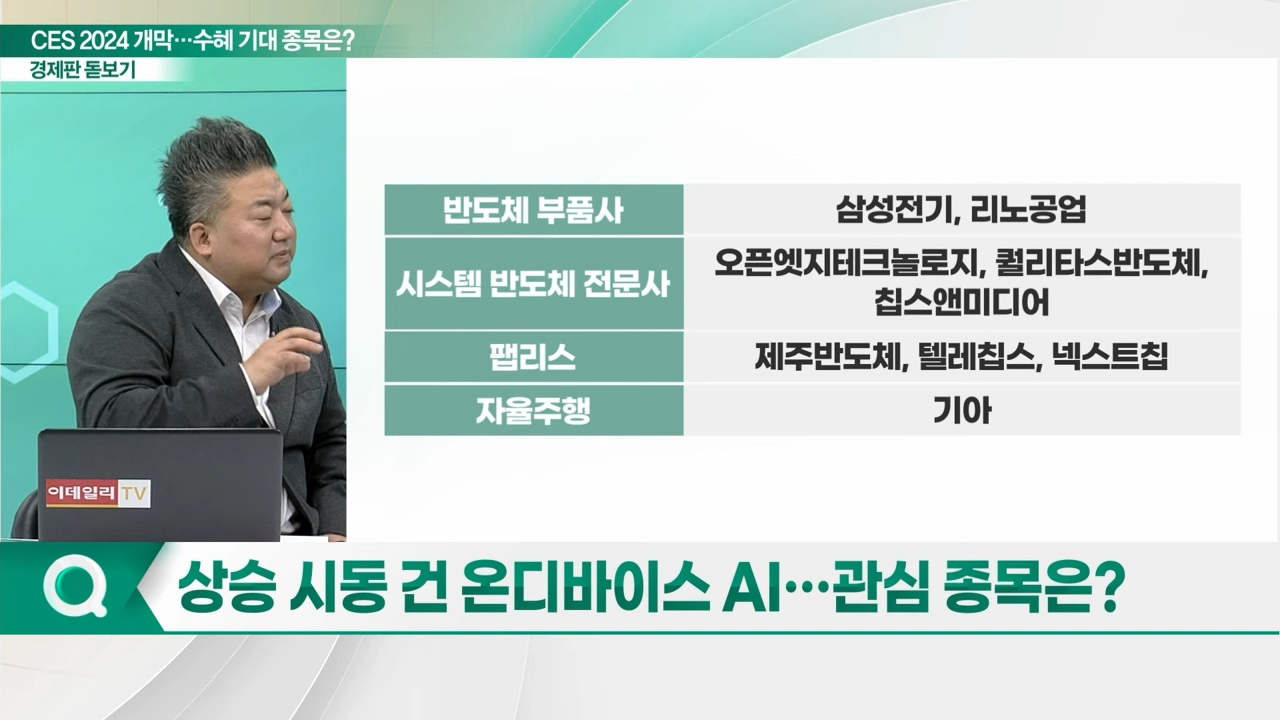 CES 2024 개막…수혜 기대 종목은?
경제판 돋보기
반도체 부품사
삼성전기, 리노공업
시스템 반도체 전문사
오픈엣지테크놀로지, 퀄리타스반도체,
칩스앤미디어
팹리스
제주반도체, 텔레칩스, 넥스트칩
자율주행
기아
이데일리 TV
상승 시동 건 온디바이스 AI…관심 종목은?